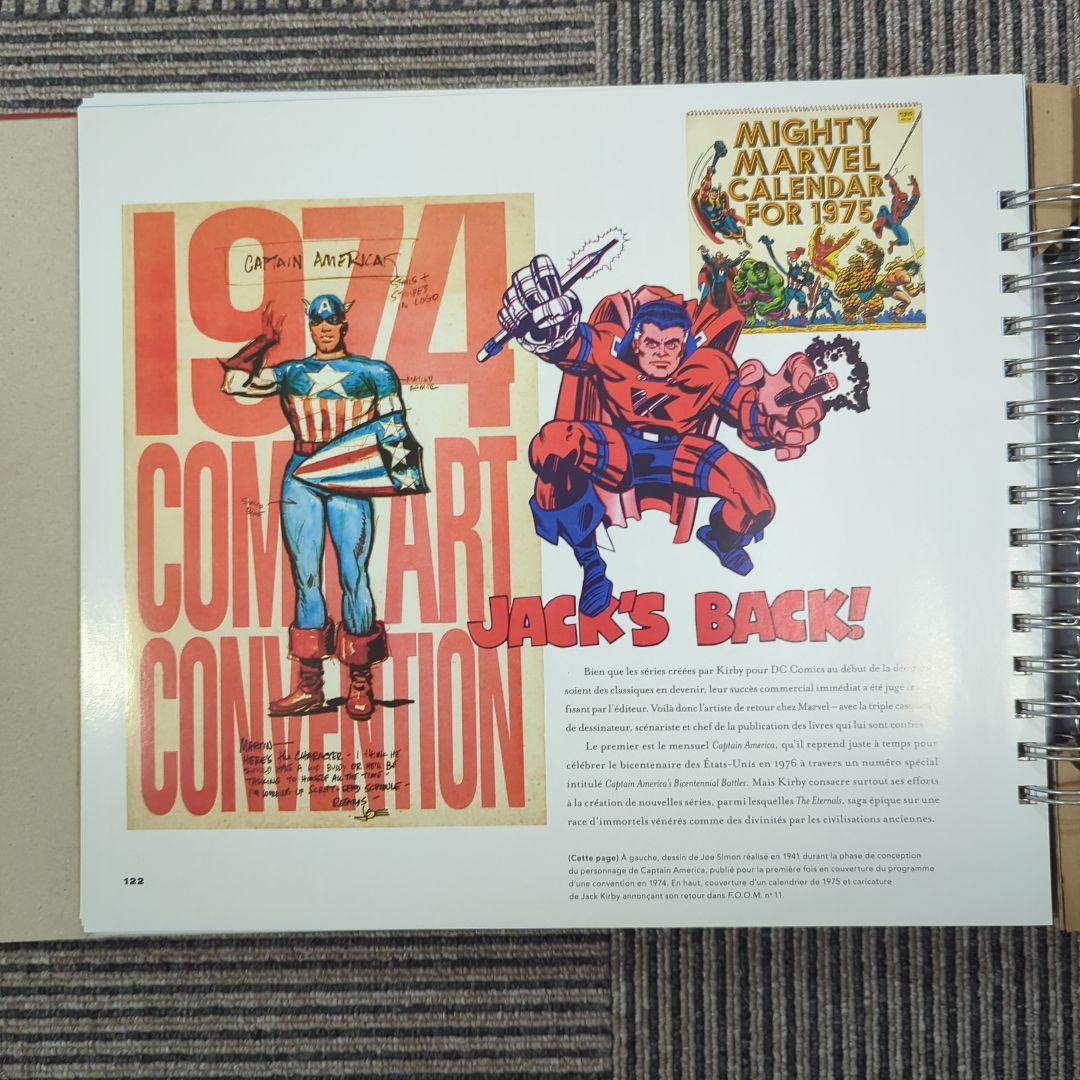 1974
COMIC ART
CONVENTION
CAPTAIN AMERICA
STARS +
STRIPES
IN LOGO
MAILED
ARMOR
MARTIN—
HERE'S THE CHARACTER - I THINK HE
SHOULD HAVE A KID BUDDY OR HE'LL BE
TALKING TO HIMSELF ALL THE TIME -
I'M WORKING UP SCRIPT + SEND SCHEDULE -
REGARDS -
JOE
MIGHTY
MARVEL
CALENDAR
FOR 1975
JACK'S BACK!
Bien que les séries créées par Kirby pour DC Comics au début de la
soient des classiques en devenir, leur succès commercial immédiat a été jugé
fisant par l'éditeur. Voilà donc l'artiste de retour chez Marvel – avec la triple
de dessinateur, scénariste et chef de la publication des livres qui lui sont confiés.
Le premier est le mensuel Captain America, qu'il reprend juste à temps pour
célébrer le bicentenaire des États-Unis en 1976 à travers un numéro spécial
intitulé Captain America's Bicentennial Battles. Mais Kirby consacre surtout ses efforts
à la création de nouvelles séries, parmi lesquelles The Eternals, saga épique sur une
race d'immortels vénérés comme des divinités par les civilisations anciennes.
(Cette page) À gauche, dessin de Joe Simon réalisé en 1941 durant la phase de conception
du personnage de Captain America, publié pour la première fois en couverture du programme
d'une convention en 1974. En haut, couverture d'un calendrier de 1975 et caricature
de Jack Kirby annonçant son retour dans F.O.O.M. n° 11.
122